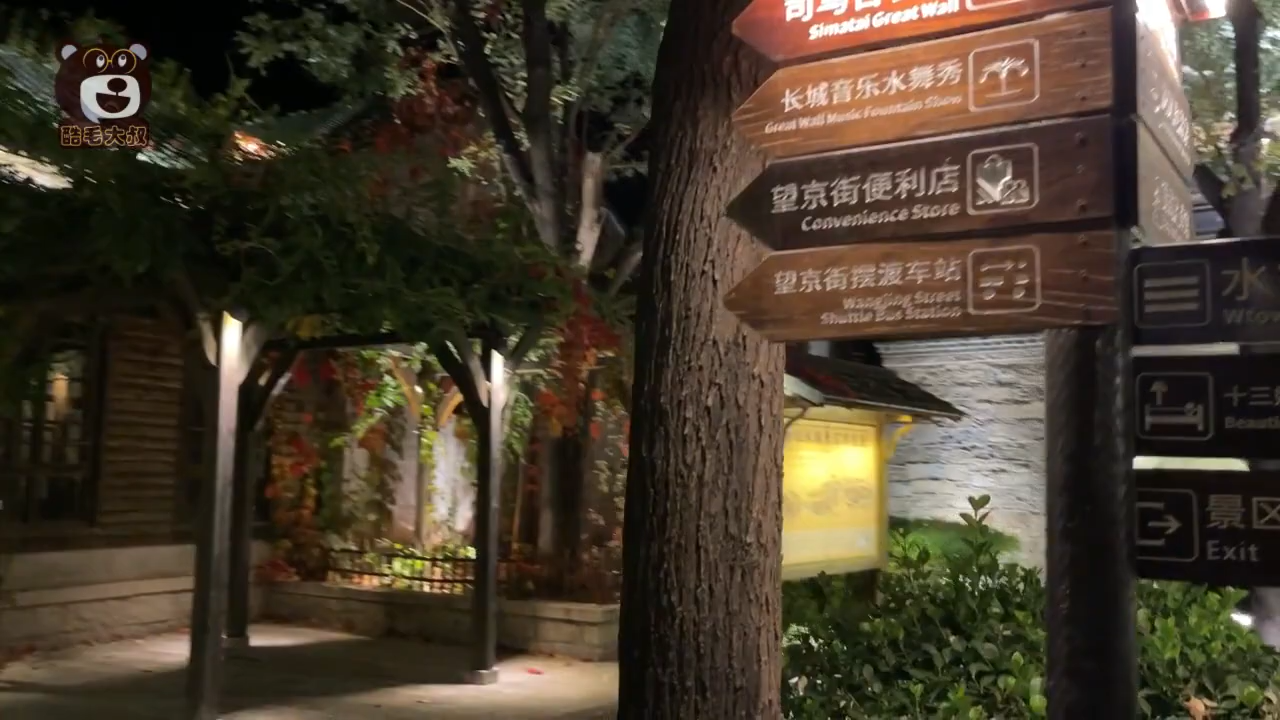 酷毛大叔
Simatai Great Wall
长城音乐水舞秀
Great Wall Music Fountain Show
望京街便利店
Convenience Store
望京街摆渡车站
Wangjing Street
Shuttle Bus Station
水
Wtow
十三
Beauti
景区
Exit